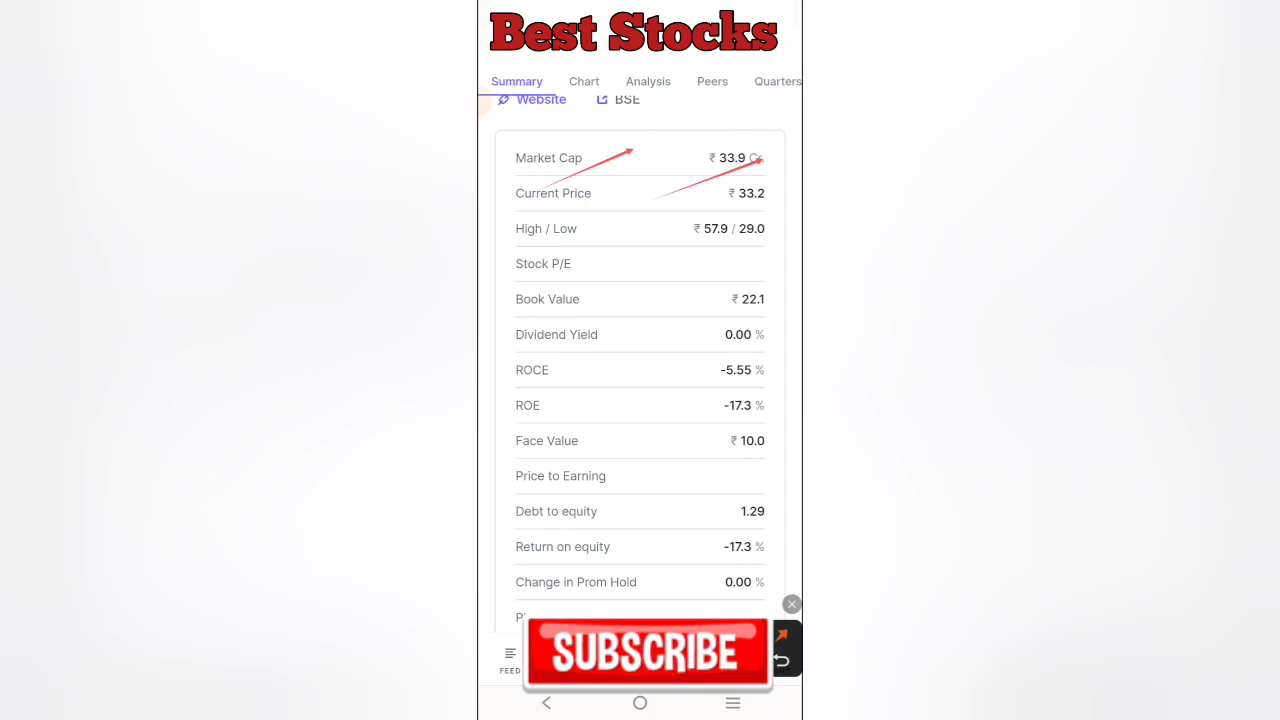 Best Stocks
Summary Chart Analysis Peers Quarters
Website BSE
Market Cap ₹ 33.9 Cr.
Current Price ₹ 33.2
High / Low ₹ 57.9 / 29.0
Stock P/E
Book Value ₹ 22.1
Dividend Yield 0.00 %
ROCE -5.55 %
ROE -17.3 %
Face Value ₹ 10.0
Price to Earning
Debt to equity 1.29
Return on equity -17.3 %
Change in Prom Hold 0.00 %
SUBSCRIBE
FEED